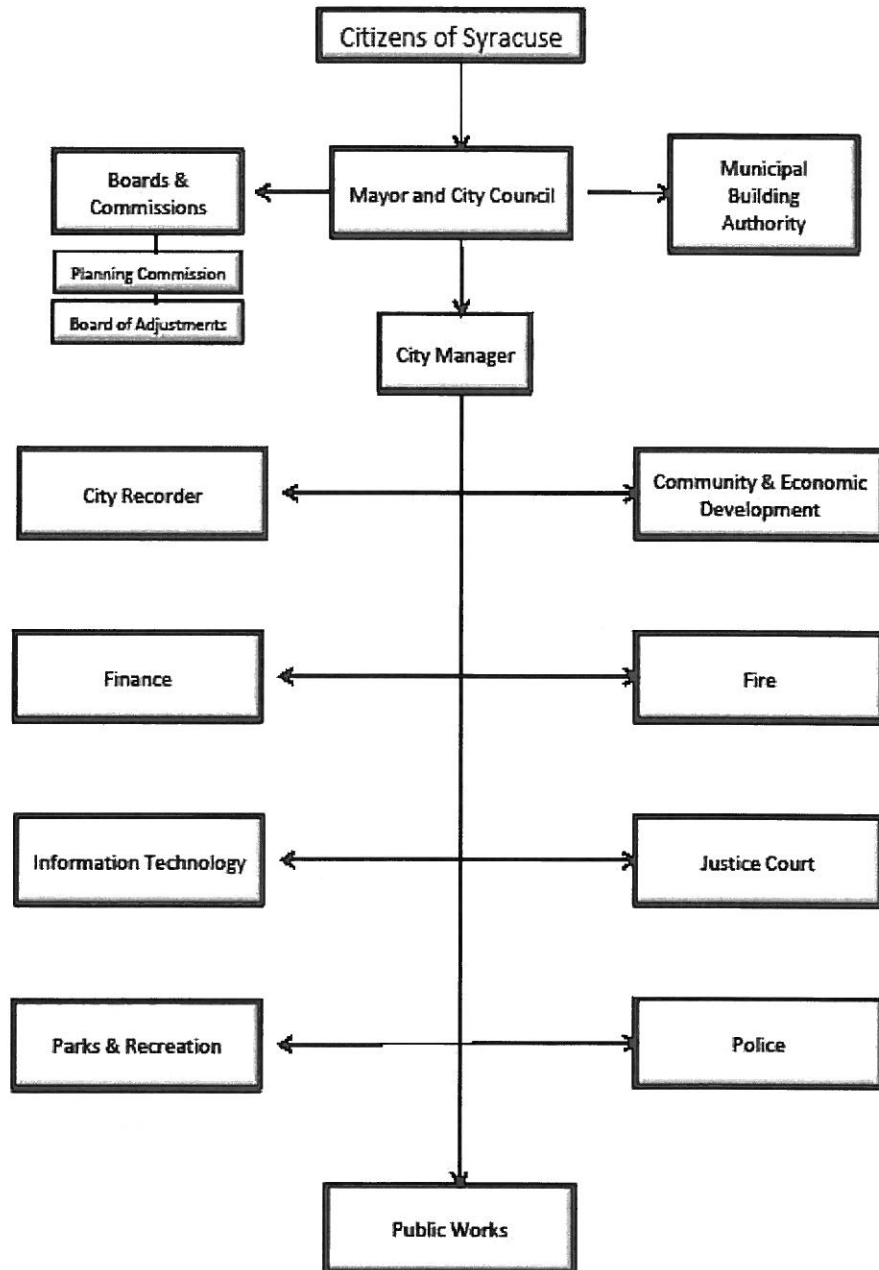 Citizens of Syracuse
Boards &
Commissions
Mayor and City Council
Municipal
Building
Authority
Planning Commission
Board of Adjustments
City Manager
City Recorder
Community & Economic
Development
Finance
Fire
Information Technology
Justice Court
Parks & Recreation
Police
Public Works